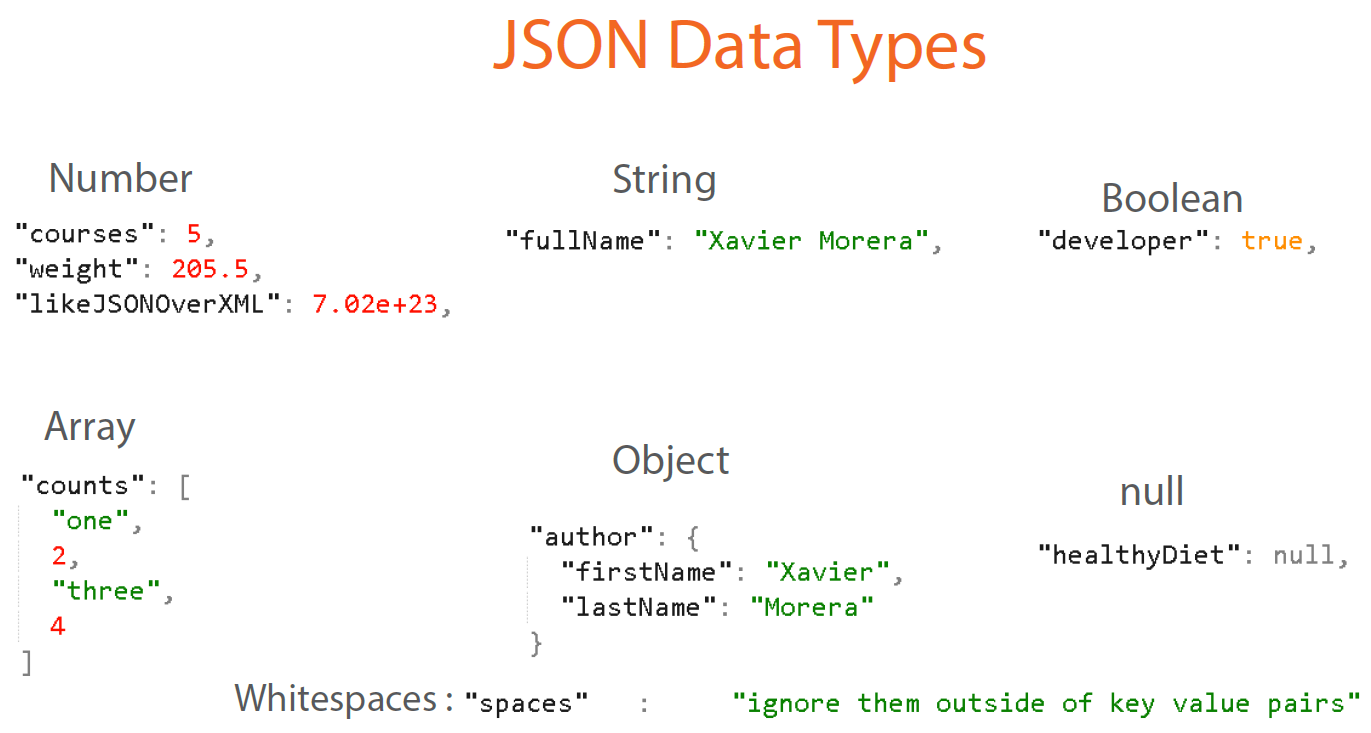 JSON Data Types
Number
"courses": 5,
"weight": 205.5,
"likeJSONOverXML": 7.02e+23,
String
"fullName": "Xavier Morera",
Boolean
"developer": true,
Array
"counts": [
"one",
2,
"three",
4
]
Object
"author": {
"firstName": "Xavier",
"lastName": "Morera"
}
null
"healthyDiet": null,
Whitespaces : "spaces" : "ignore them outside of key value pairs"